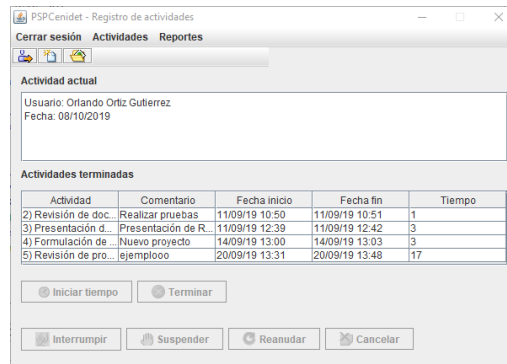 PSPCenidet - Registro de actividades
Cerrar sesión Actividades Reportes
Actividad actual
Usuario: Orlando Ortiz Gutierrez
Fecha: 08/10/2019
Actividades terminadas
Actividad Comentario Fecha inicio Fecha fin Tiempo
2) Revisión de doc... Realizar pruebas 11/09/19 10:50 11/09/19 10:51 1
3) Presentación d... Presentación de R... 11/09/19 12:39 11/09/19 12:42 3
4) Formulación de ... Nuevo proyecto 14/09/19 13:00 14/09/19 13:03 3
5) Revisión de pro... ejemplooo 20/09/19 13:31 20/09/19 13:48 17
Iniciar tiempo Terminar
Interrumpir Suspender Reanudar Cancelar